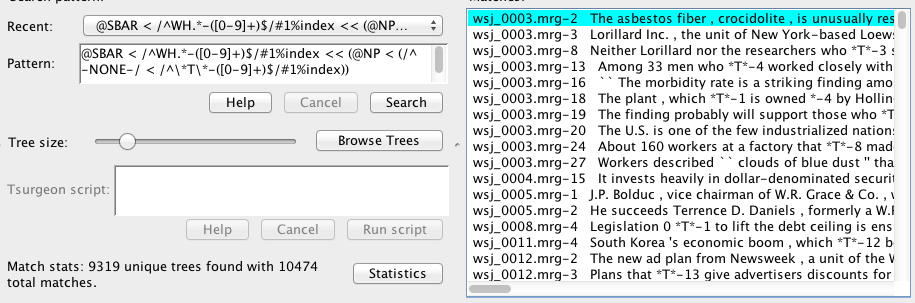 Search pattern:
Recent:
@SBAR < /^WH.*-([0-9]+)$/#1%index << (@NP...
Pattern:
@SBAR < /^WH.*-([0-9]+)$/#1%index << (@NP < (/^
-NONE-/ < /^\*T\*-([0-9]+)$/#1%index))
Help
Cancel
Search
Tree size:
Browse Trees
Tsurgeon script:
Help
Cancel
Run script
Match stats: 9319 unique trees found with 10474
total matches.
Statistics
Matches:
wsj_0003.mrg-2 The asbestos fiber , crocidolite , is unusually res
wsj_0003.mrg-3 Lorillard Inc. , the unit of New York-based Loews
wsj_0003.mrg-8 Neither Lorillard nor the researchers who *T*-3 s
wsj_0003.mrg-13 Among 33 men who *T*-4 worked closely with
wsj_0003.mrg-16 `` The morbidity rate is a striking finding amo
wsj_0003.mrg-18 The plant , which *T*-1 is owned *-4 by Hollin
wsj_0003.mrg-19 The finding probably will support those who *T
wsj_0003.mrg-20 The U.S. is one of the few industrialized nations
wsj_0003.mrg-24 About 160 workers at a factory that *T*-8 mad
wsj_0003.mrg-27 Workers described `` clouds of blue dust '' tha
wsj_0004.mrg-15 It invests heavily in dollar-denominated securit
wsj_0005.mrg-1 J.P. Bolduc , vice chairman of W.R. Grace & Co. , w
wsj_0005.mrg-2 He succeeds Terrence D. Daniels , formerly a W.R
wsj_0008.mrg-4 Legislation 0 *T*-1 to lift the debt ceiling is ens
wsj_0011.mrg-4 South Korea 's economic boom , which *T*-12 b
wsj_0012.mrg-2 The new ad plan from Newsweek , a unit of the W
wsj_0012.mrg-3 Plans that *T*-13 give advertisers discounts for